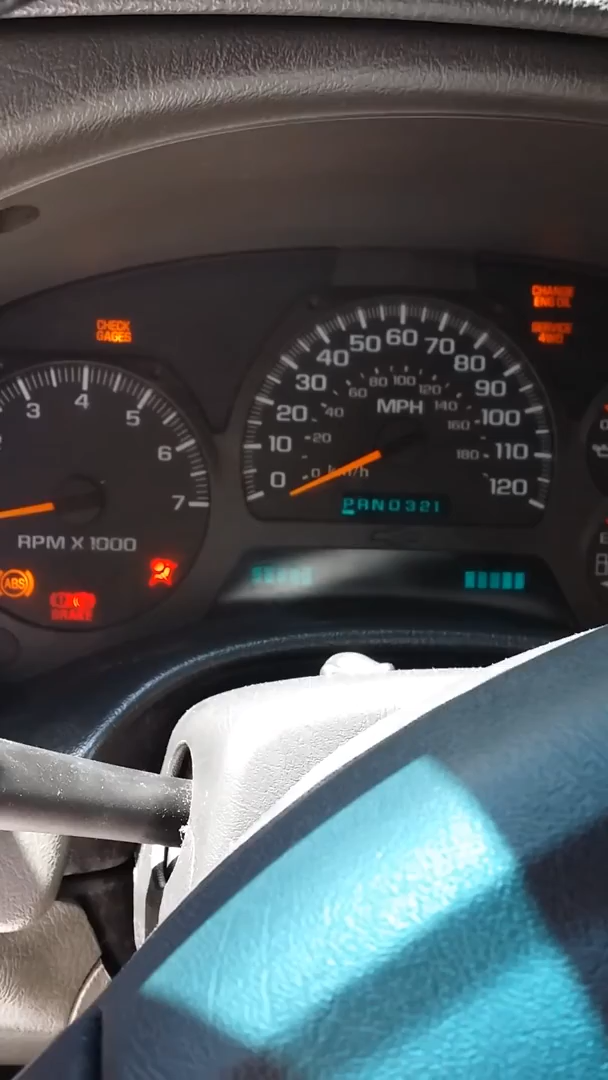 CHANGE
ENG OIL
CHECK
GAGES
SERVICE
4WD
3 4 5 6 7
RPM X 1000
0 10 20 30 40 50 60 70 80 90 100 110 120
MPH
0 20 40 60 80 100 120 140 160 180
km/h
PRND321
ABS
BRAKE